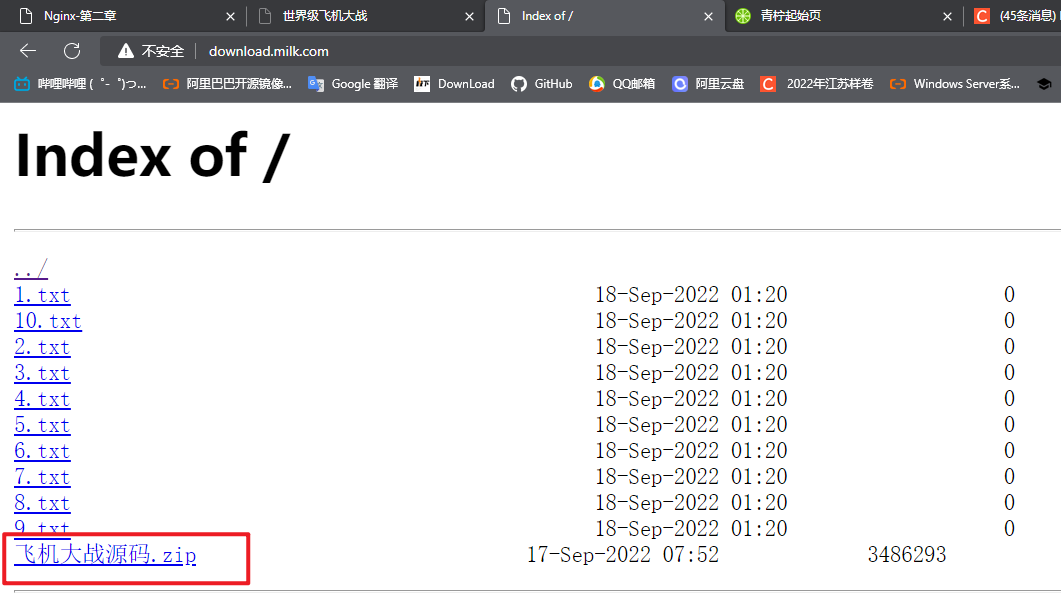 Nginx-第二章 世界级飞机大战 Index of / 青柠起始页 (45条消息)
不安全 download.milk.com
哔哩哔哩 ( ゜- ゜)つ... 阿里巴巴开源镜像... Google 翻译 DownLoad GitHub QQ邮箱 阿里云盘 2022年江苏样卷 Windows Server系...
Index of /
../
1.txt 18-Sep-2022 01:20 0
10.txt 18-Sep-2022 01:20 0
2.txt 18-Sep-2022 01:20 0
3.txt 18-Sep-2022 01:20 0
4.txt 18-Sep-2022 01:20 0
5.txt 18-Sep-2022 01:20 0
6.txt 18-Sep-2022 01:20 0
7.txt 18-Sep-2022 01:20 0
8.txt 18-Sep-2022 01:20 0
9.txt 18-Sep-2022 01:20 0
飞机大战源码.zip 17-Sep-2022 07:52 3486293